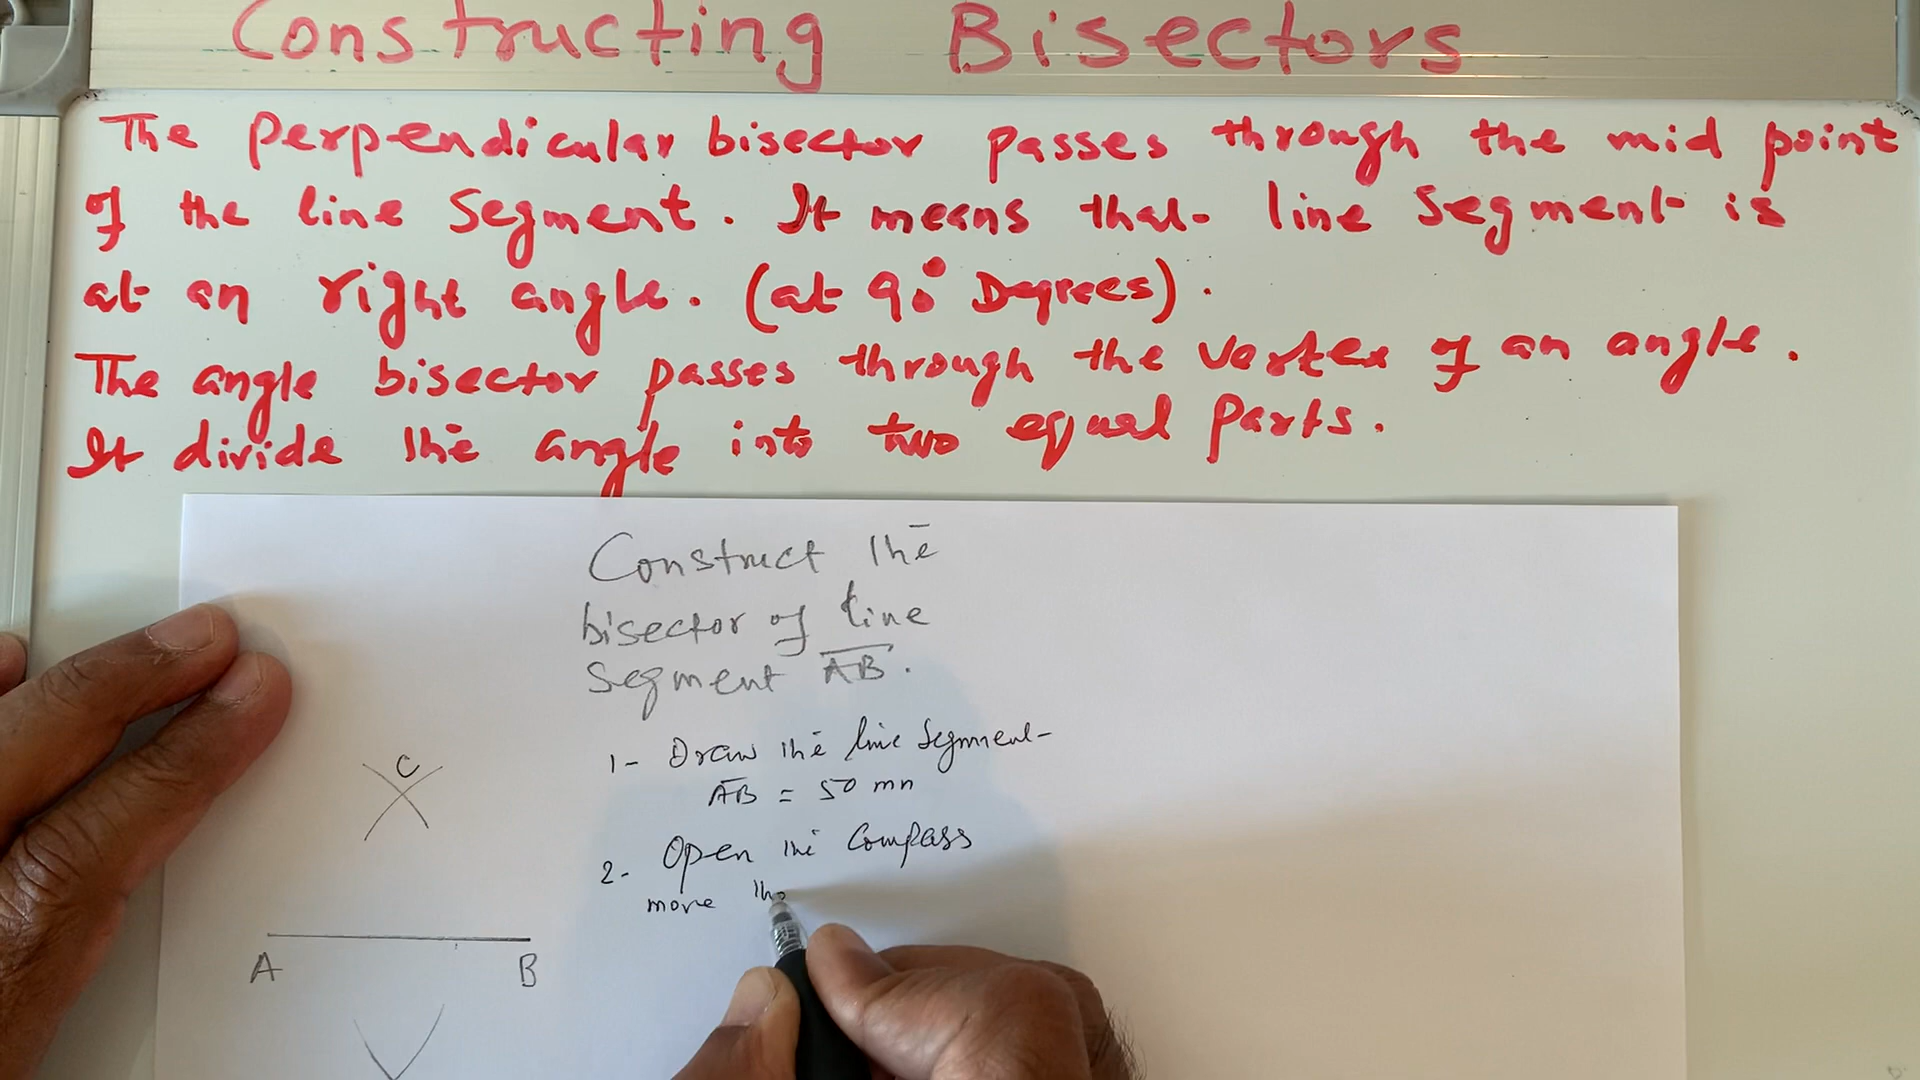 Constructing Bisectors
The perpendicular bisector passes through the mid point
of the line segment. It means that line segment is
at an right angle. (at 90° Degrees).
The angle bisector passes through the vertex of an angle.
It divide the angle into two equal parts.
Construct the
bisector of line
segment AB.
1- Draw the line segment
AB = 50 mm
2- Open the Compass
more tha
C
A B